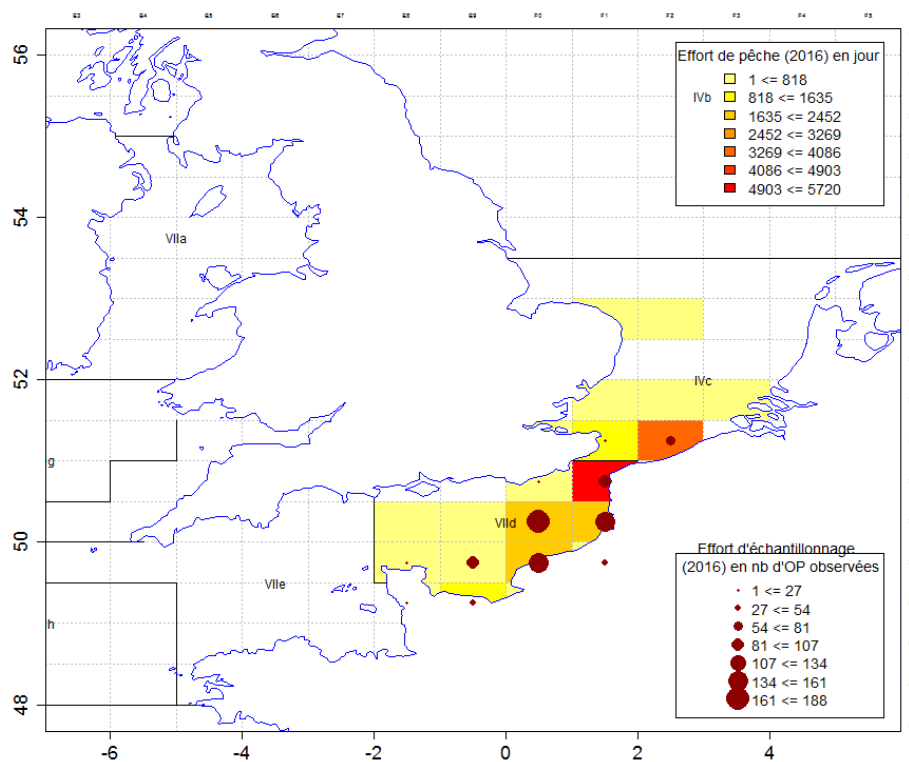 E3 E4 E5 E6 E7 E8 E9 F0 F1 F2 F3 F4 F5
56
54
52
50
48
Effort de pêche (2016) en jour
1 <= 818
818 <= 1635
1635 <= 2452
2452 <= 3269
3269 <= 4086
4086 <= 4903
4903 <= 5720
IVb
VIIa
IVc
g
VIId
VIIe
h
Effort d'échantillonnage
(2016) en nb d'OP observées
1 <= 27
27 <= 54
54 <= 81
81 <= 107
107 <= 134
134 <= 161
161 <= 188
-6 -4 -2 0 2 4